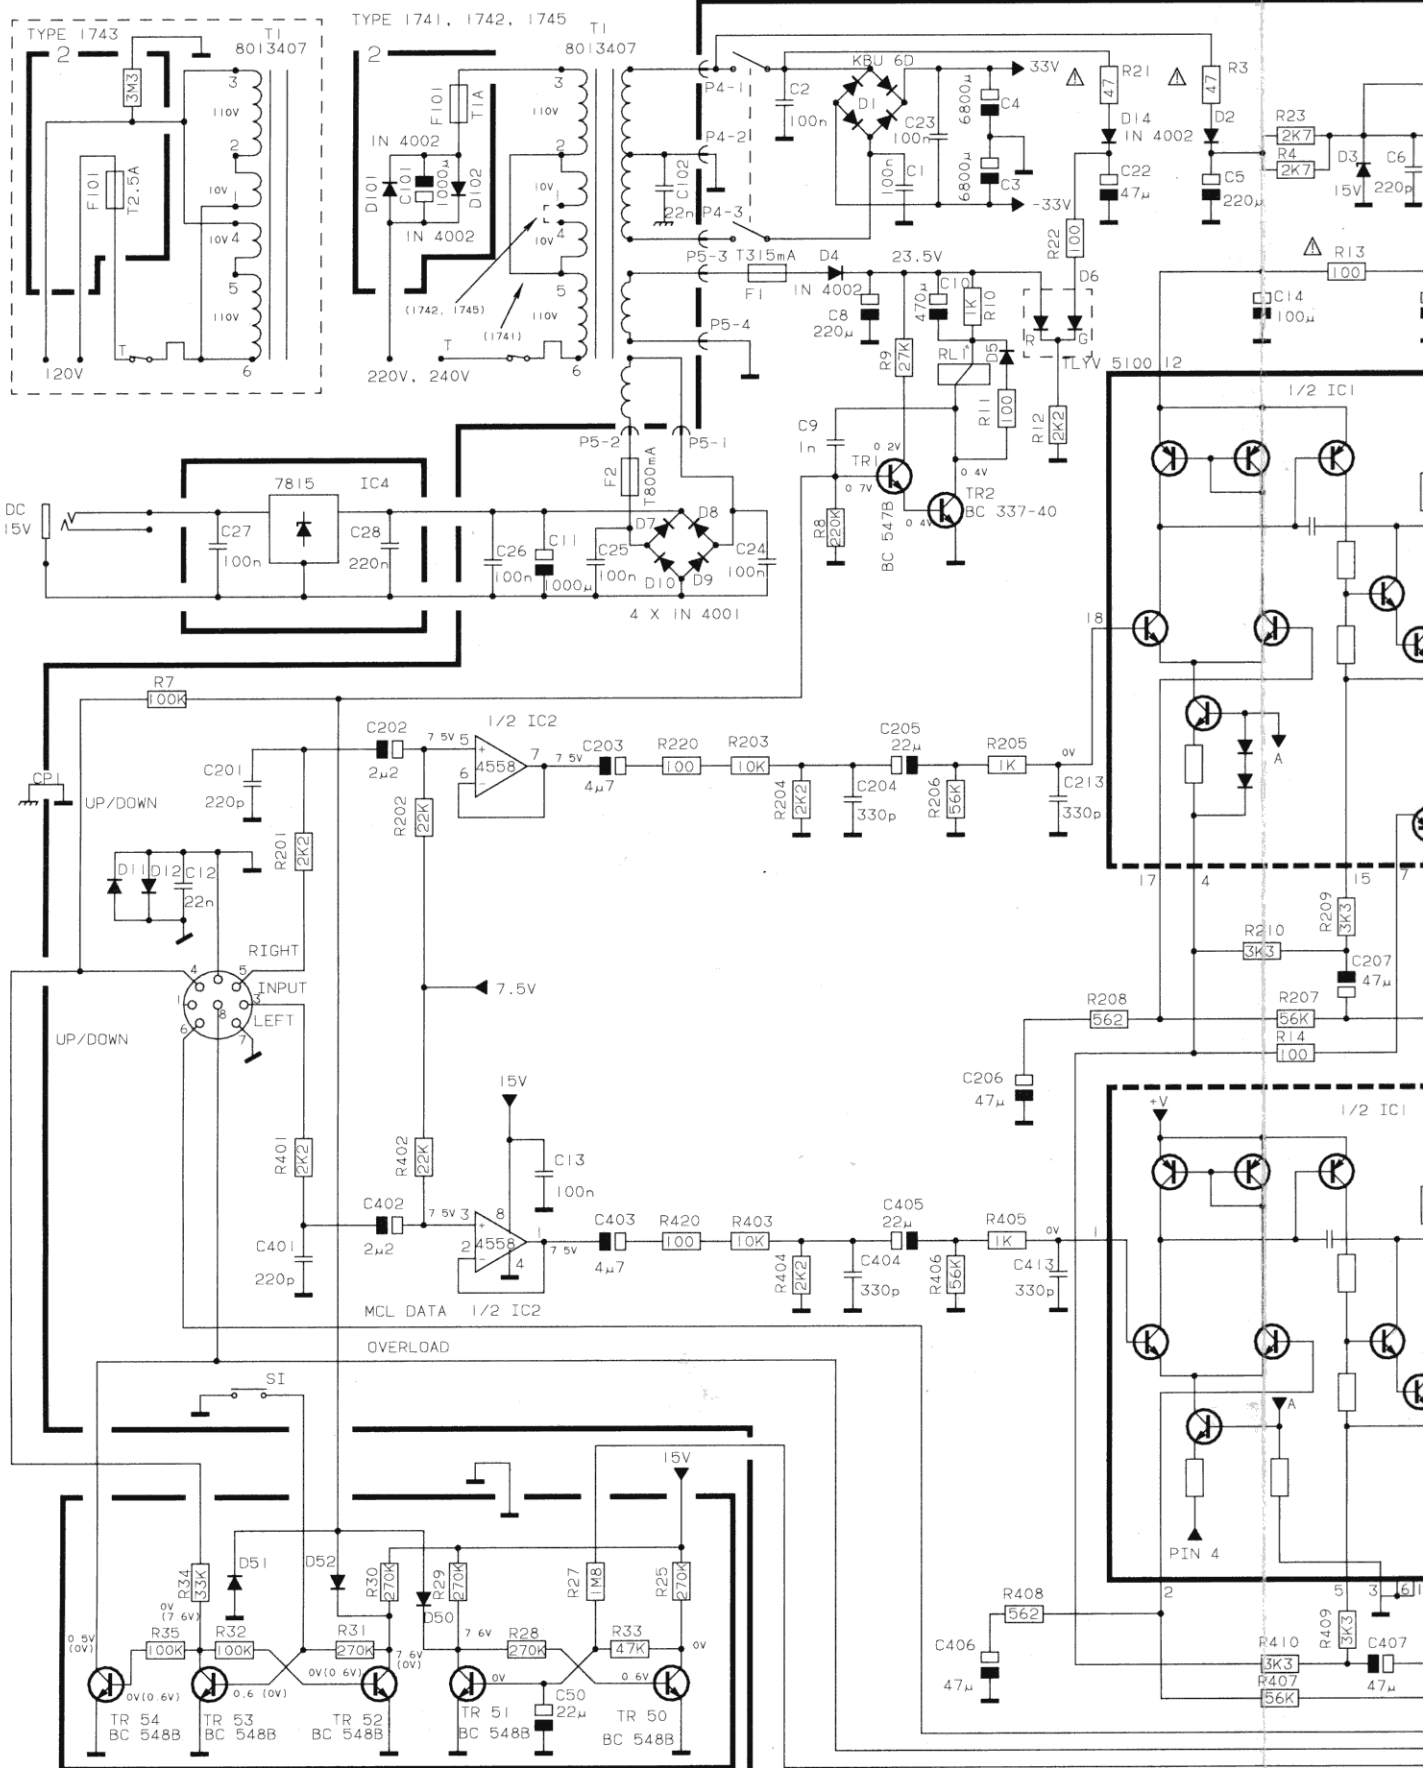 TYPE 1743
2
T1
8013407
3M3
3
110V
2
10V
1
10V
4
5
110V
6
F101
T2.5A
T
120V
TYPE 1741, 1742, 1745
2
T1
8013407
F101
T1A
3
110V
2
10V
1
10V
4
5
110V
6
IN 4002
D101
C101
1000µ
D102
IN 4002
(1742, 1745)
(1741)
T
220V, 240V
P4-1
P4-2
C102
22n
P4-3
P5-3
P5-4
P5-2
P5-1
C2
100n
KBU 6D
D1
C23
100n
C1
100n
6800µ
C4
6800µ
C3
33V
-33V
R21
47
D14
IN 4002
C22
47µ
R22
100
R3
47
D2
C5
220µ
R23
2K7
R4
2K7
D3
15V
C6
220p
R13
100
C14
100µ
T315mA
F1
D4
IN 4002
23.5V
C8
220µ
R9
27K
470µ
C10
1K
R10
RL1
D5
R11
100
D6
R
G
TLYV 5100
R12
2K2
C9
1n
TR1
0.2V
0.7V
0.4V
BC 547B
R8
220K
0.4V
TR2
BC 337-40
F2
T800mA
DC
15V
7815
IC4
C27
100n
C28
220n
C26
100n
C11
1000µ
C25
100n
D7
D8
D10
D9
C24
100n
4 X IN 4001
12
1/2 IC1
18
A
17
4
15
7
R7
100K
CP1
UP/DOWN
C201
220p
R201
2K2
C202
2µ2
7.5V
R202
22K
1/2 IC2
5
6
7
4558
7.5V
C203
4µ7
R220
100
R203
10K
R204
2K2
C204
330p
C205
22µ
R206
56K
R205
1K
0V
C213
330p
D11
D12
C12
22n
RIGHT
4
5
INPUT
1
3
8
LEFT
6
7
UP/DOWN
7.5V
R209
3K3
R210
3K3
C207
47µ
R208
562
R207
56K
R14
100
C206
47µ
15V
R401
2K2
R402
22K
C13
100n
C401
220p
C402
2µ2
7.5V
3
8
2
4558
1
4
7.5V
C403
4µ7
R420
100
R403
10K
R404
2K2
C404
330p
C405
22µ
R406
56K
R405
1K
0V
C413
330p
1
+V
1/2 IC1
A
PIN 4
2
5
3
6
MCL DATA
1/2 IC2
OVERLOAD
S1
15V
R34
33K
D51
D52
R30
270K
R29
270K
D50
R27
1M8
R25
270K
0V
(7.6V)
0.5V
(0V)
R35
100K
R32
100K
R31
270K
7.6V
(0V)
7.6V
R28
270K
R33
47K
0V
0V(0.6V)
0.6 (0V)
0V(0.6V)
0V
0.6V
C50
22µ
TR 54
BC 548B
TR 53
BC 548B
TR 52
BC 548B
TR 51
BC 548B
TR 50
BC 548B
R408
562
C406
47µ
R409
3K3
R410
3K3
C407
47µ
R407
56K